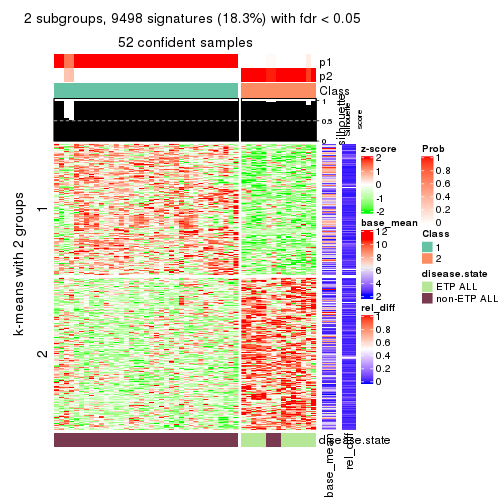 2 subgroups, 9498 signatures (18.3%) with fdr < 0.05
52 confident samples
p1
p2
Class
1
0.5
0
silhouette
score
k-means with 2 groups
1
2
z-score
2
1
0
-1
-2
base_mean
12
10
8
6
4
2
rel_diff
1
0.8
0.6
0.4
0.2
0
Prob
1
0.8
0.6
0.4
0.2
0
Class
1
2
disease.state
ETP ALL
non-ETP ALL
disease.state
base_mean
rel_diff